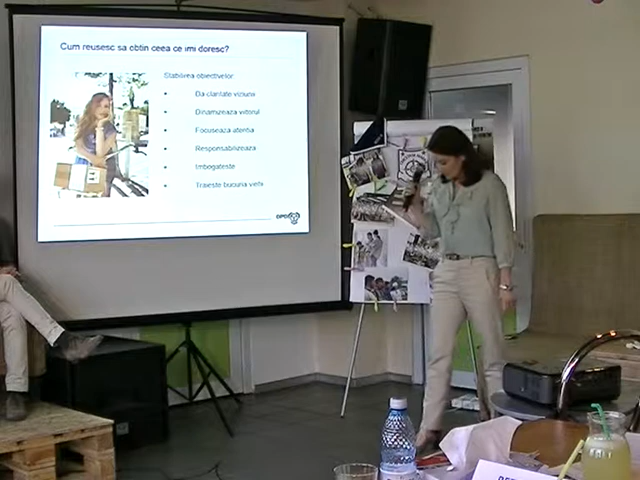 Cum reusesc sa obtin ceea ce imi doresc?
Stabilirea obiectivelor:
• Da claritate viziunii
• Dinamizeaza viitorul
• Focuseaza atentia
• Responsabilizeaza
• Imbogateste
• Traieste bucuria vietii